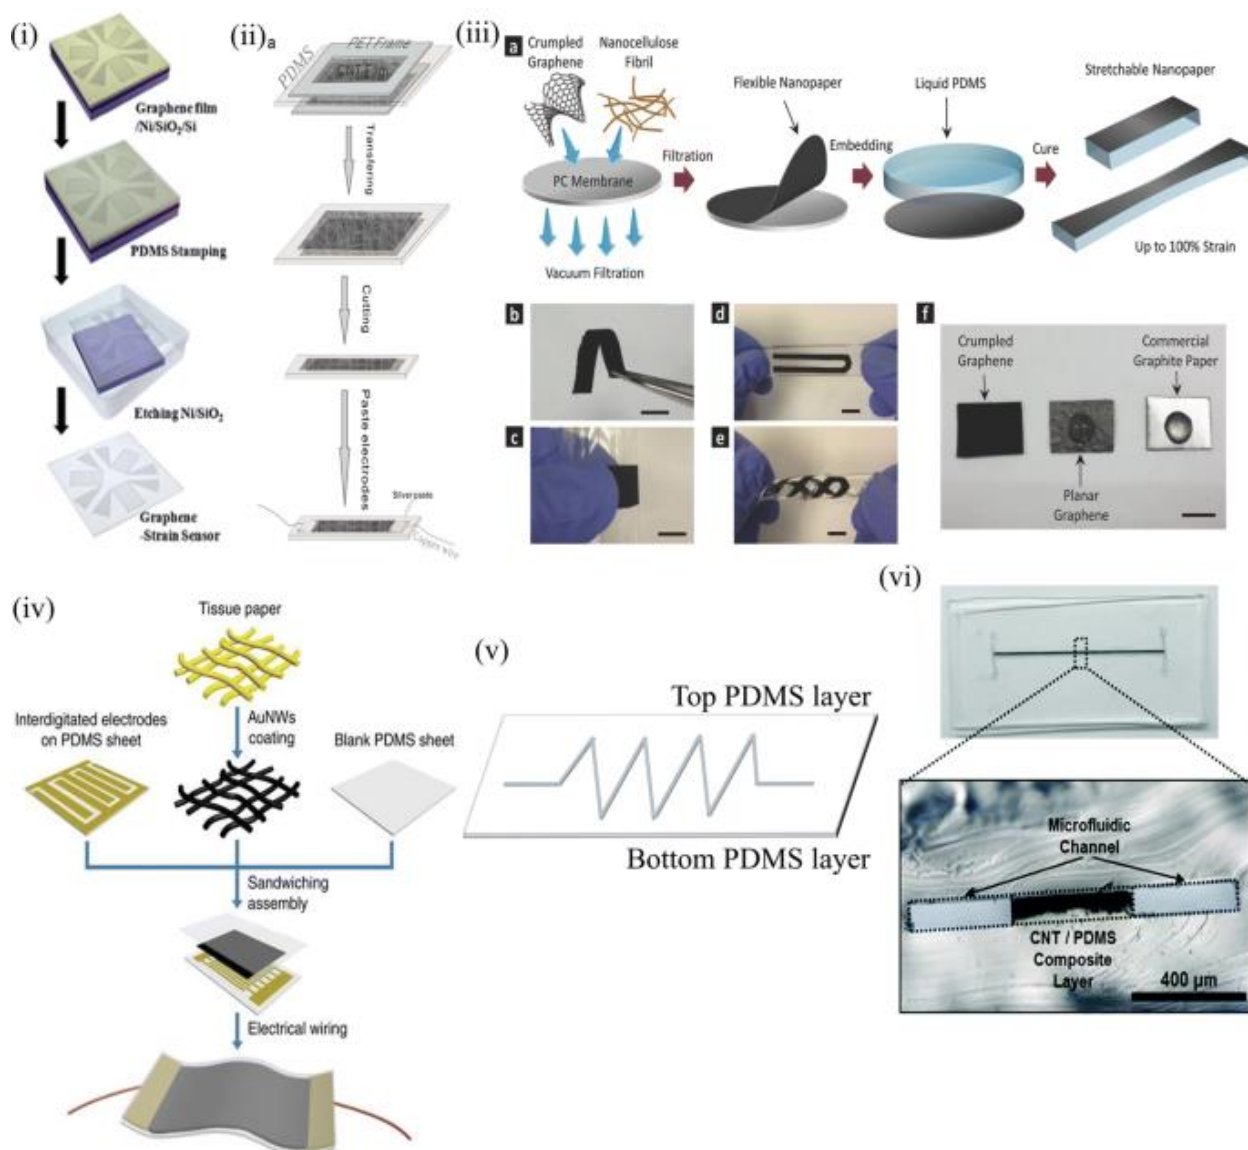 (i)
Graphene film
/Ni/SiO₂/Si
PDMS Stamping
Etching Ni/SiO₂
Graphene
-Strain Sensor
(ii)
a
PDMS
PET Frame
CNT Film
Transfering
Cutting
Paste electrodes
Silver paste
Copper wire
(iii)
a
Crumpled
Graphene
Nanocellulose
Fibril
PC Membrane
Vacuum Filtration
Filtration
Flexible Nanopaper
Embedding
Liquid PDMS
Cure
Stretchable Nanopaper
Up to 100% Strain
b
c
d
e
f
Crumpled
Graphene
Commercial
Graphite Paper
Planar
Graphene
(iv)
Tissue paper
AuNWs
coating
Interdigitated electrodes
on PDMS sheet
Blank PDMS sheet
Sandwiching
assembly
Electrical wiring
(v)
Top PDMS layer
Bottom PDMS layer
(vi)
Microfluidic
Channel
CNT / PDMS
Composite
Layer
400 µm